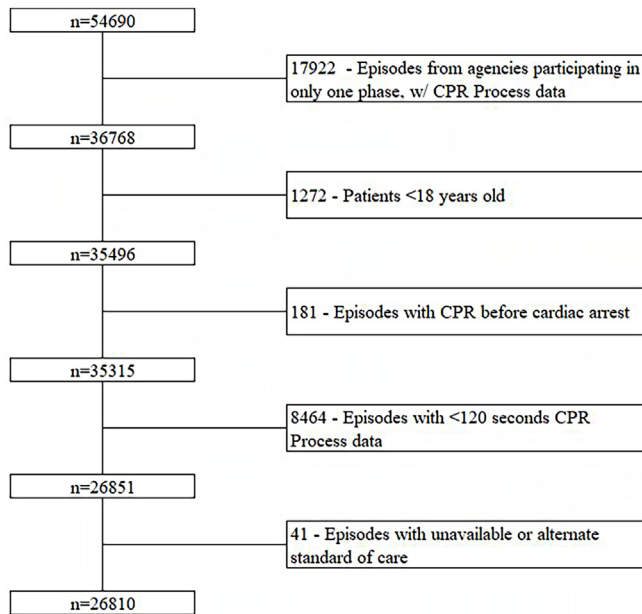 n=54690
17922 - Episodes from agencies participating in
only one phase, w/ CPR Process data
n=36768
1272 - Patients <18 years old
n=35496
181 - Episodes with CPR before cardiac arrest
n=35315
8464 - Episodes with <120 seconds CPR
Process data
n=26851
41 - Episodes with unavailable or alternate
standard of care
n=26810